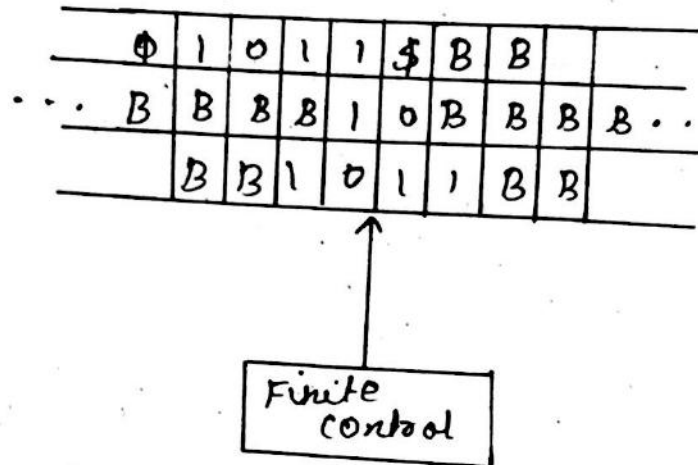 ¢ 1 0 1 1 $ B B
... B B B B 1 0 B B B B ..
B B 1 0 1 1 B B
Finite
control